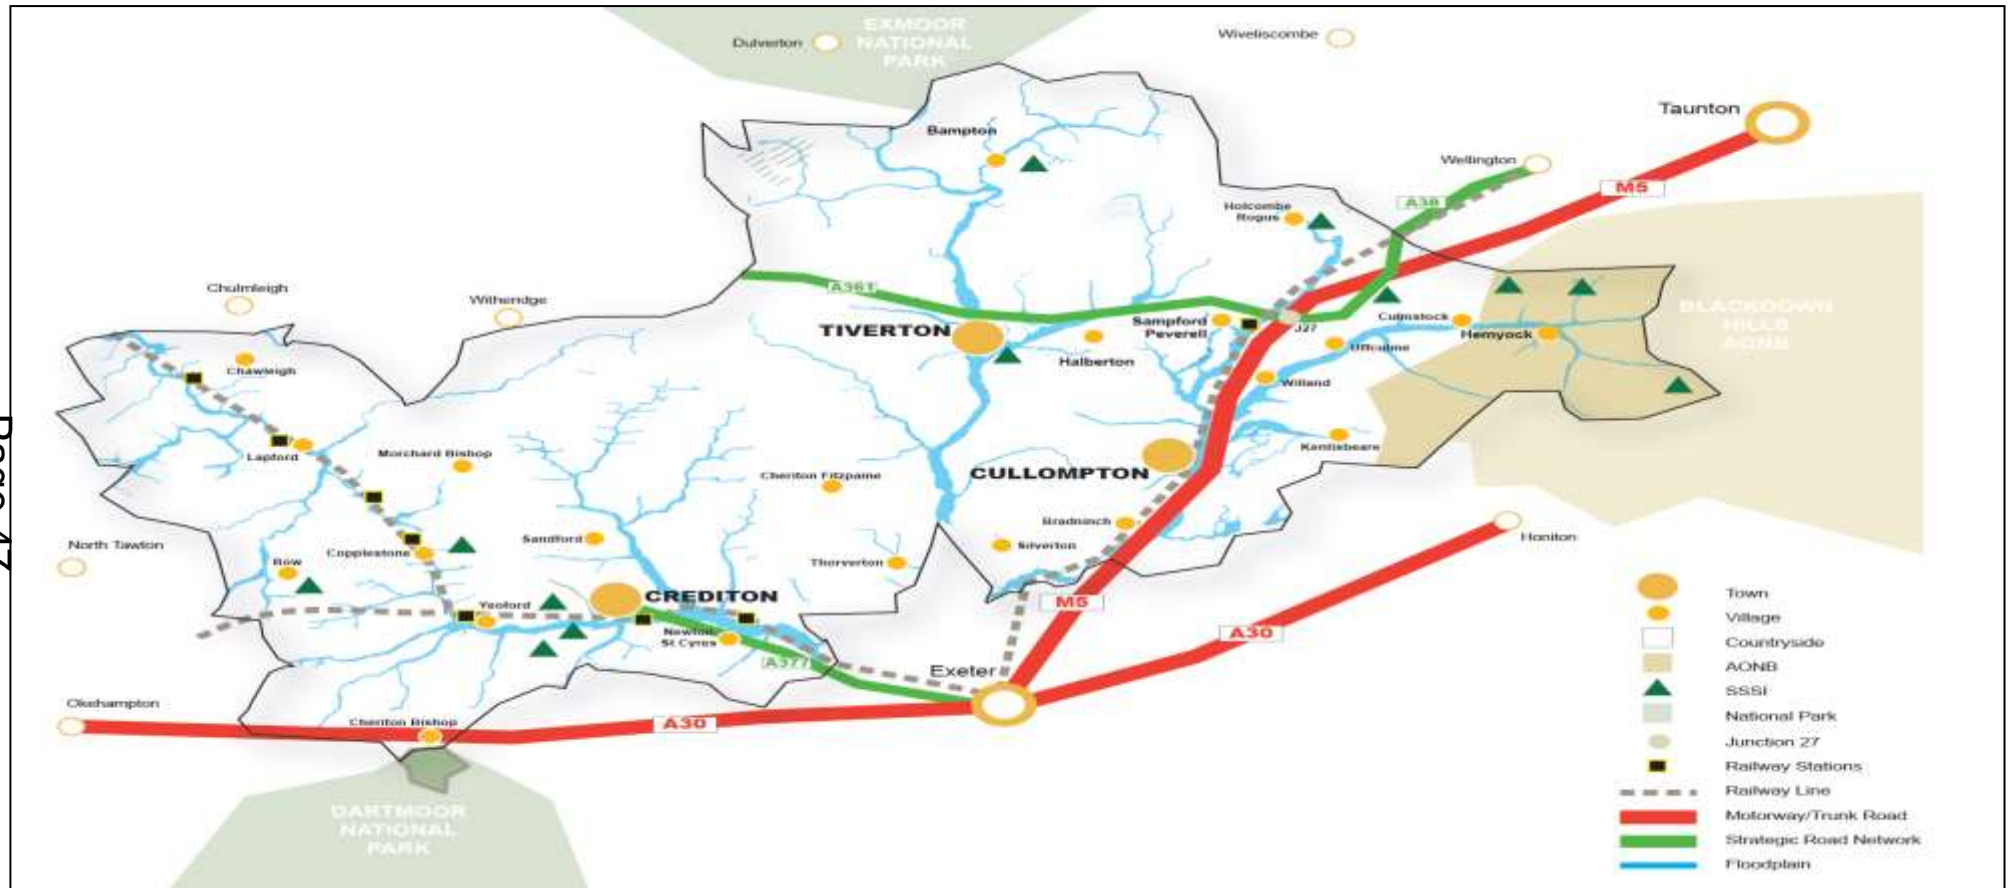 EXMOOR
NATIONAL
PARK
Dulverton
Wiveliscombe
Taunton
Bampton
Wellington
M5
A38
Holcombe
Rogus
Chulmleigh
Witheridge
A361
BLACKDOWN
HILLS
AONB
TIVERTON
Sampford
Peverell
J27
Culmstock
Hemyock
Uffculme
Halberton
Chawleigh
Willand
Lapford
Morchard Bishop
Kentisbeare
CULLOMPTON
Cheriton Fitzpaine
Bradninch
Silverton
Honiton
North Tawton
Sandford
Copplestone
Bow
Thorverton
Yeoford
CREDITON
M5
Newton
St Cyres
A377
A30
Exeter
Okehampton
Cheriton Bishop
A30
DARTMOOR
NATIONAL
PARK
Town
Village
Countryside
AONB
SSSI
National Park
Junction 27
Railway Stations
Railway Line
Motorway/Trunk Road
Strategic Road Network
Floodplain